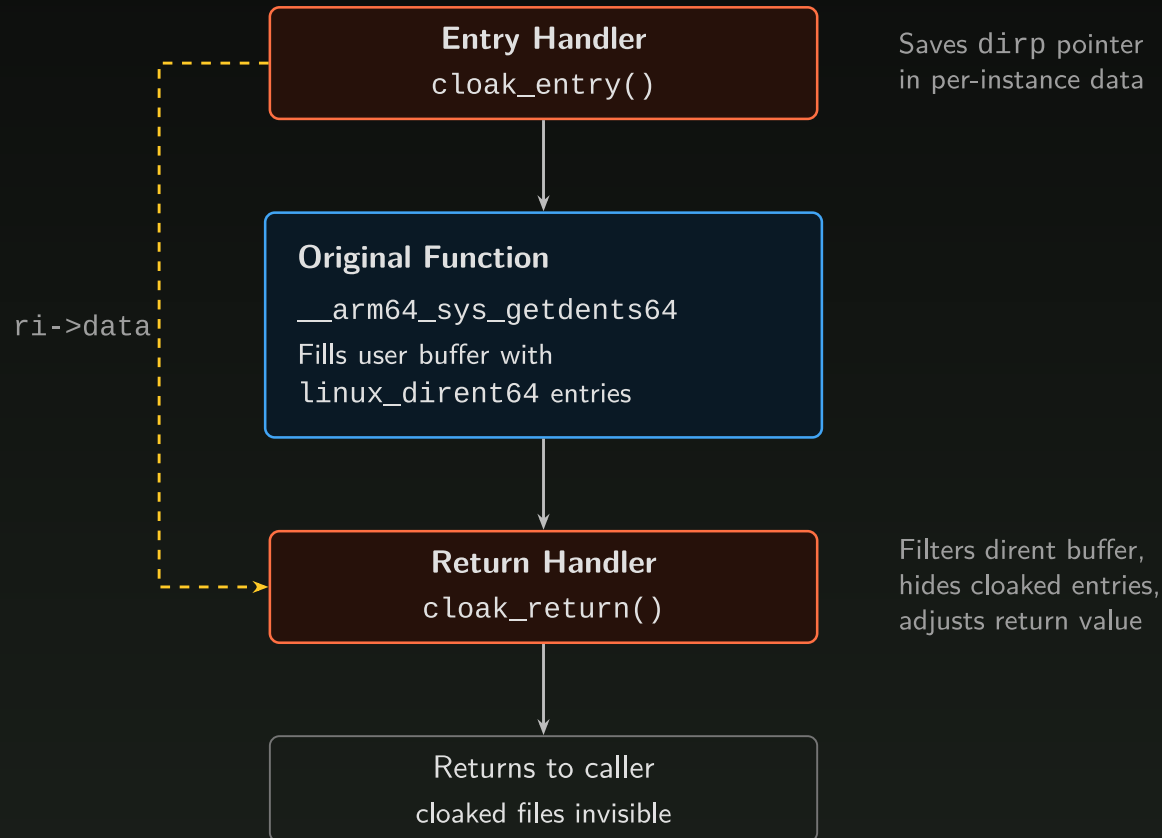 Entry Handler
cloak_entry()
Saves dirp pointer
in per-instance data
Original Function
__arm64_sys_getdents64
Fills user buffer with
linux_dirent64 entries
ri->data
Return Handler
cloak_return()
Filters dirent buffer,
hides cloaked entries,
adjusts return value
Returns to caller
cloaked files invisible